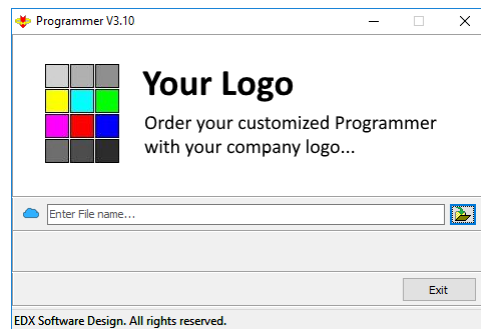 Programmer V3.10
Your Logo
Order your customized Programmer
with your company logo...
Enter File name...
Exit
EDX Software Design. All rights reserved.